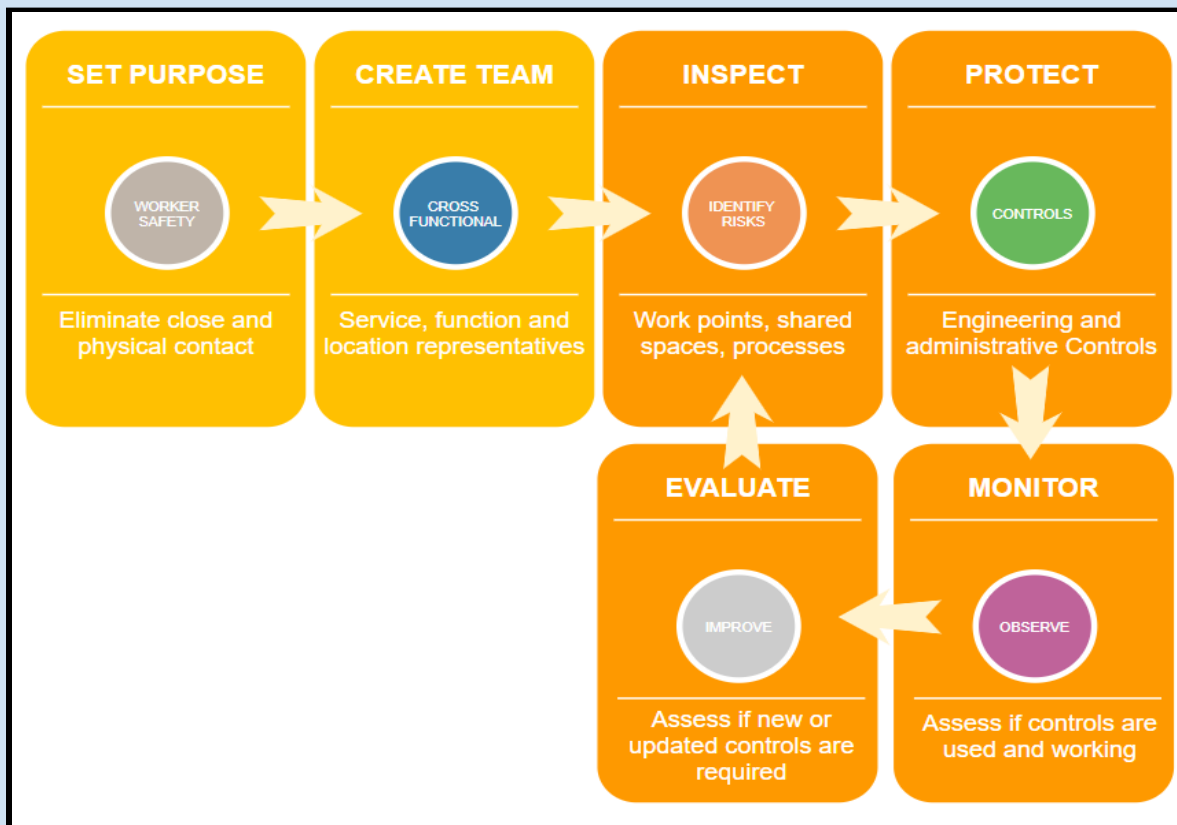 SET PURPOSE
WORKER
SAFETY
Eliminate close and
physical contact
CREATE TEAM
CROSS
FUNCTIONAL
Service, function and
location representatives
INSPECT
IDENTIFY
RISKS
Work points, shared
spaces, processes
PROTECT
CONTROLS
Engineering and
administrative Controls
MONITOR
OBSERVE
Assess if controls are
used and working
EVALUATE
IMPROVE
Assess if new or
updated controls are
required